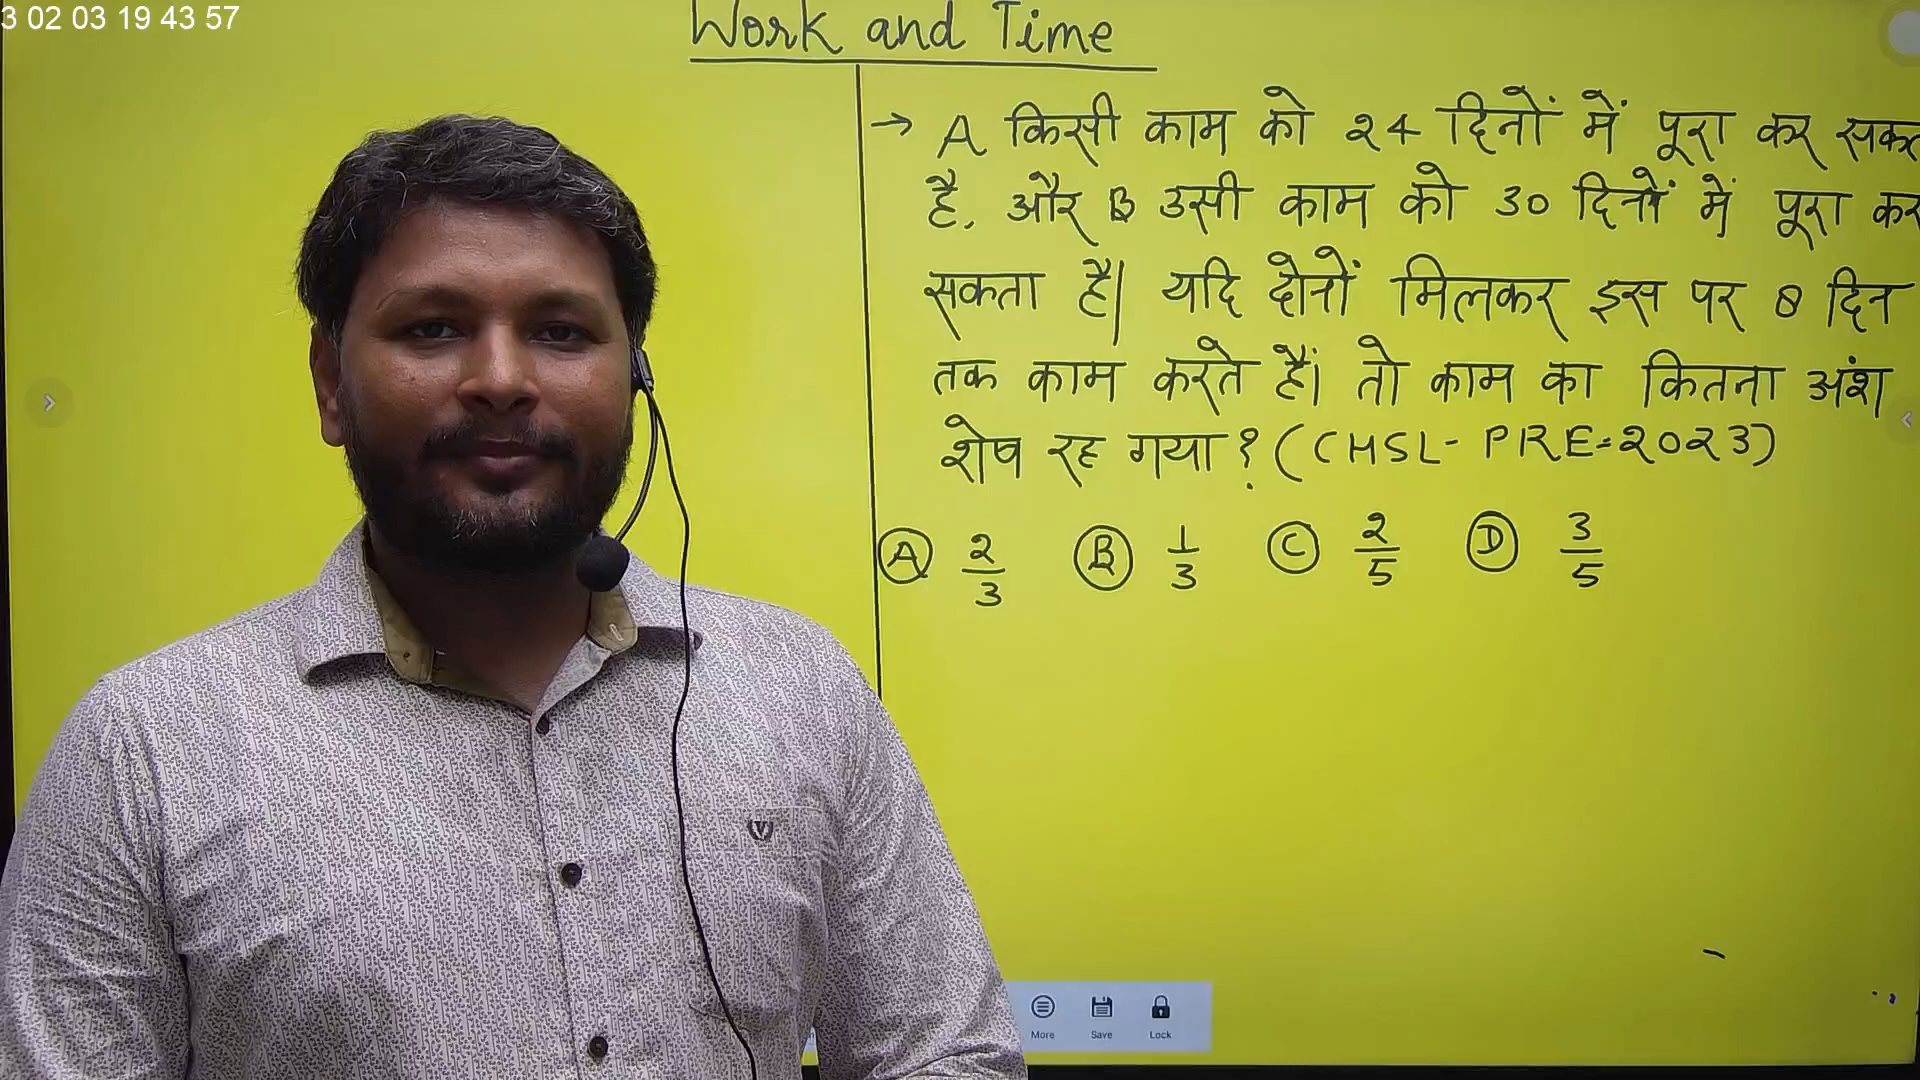 3 02 03 19 43 57
Work and Time
→ A किसी काम को 24 दिनों में पूरा कर सकत
है. और B उसी काम को 30 दिनों में पूरा कर
सकता है| यदि दोनों मिलकर इस पर 8 दिन
तक काम करते हैं। तो काम का कितना अंश
शेष रह गया? (CHSL- PRE-2023)
(A) 2/3 (B) 1/3 (C) 2/5 (D) 3/5
V
More Save Lock